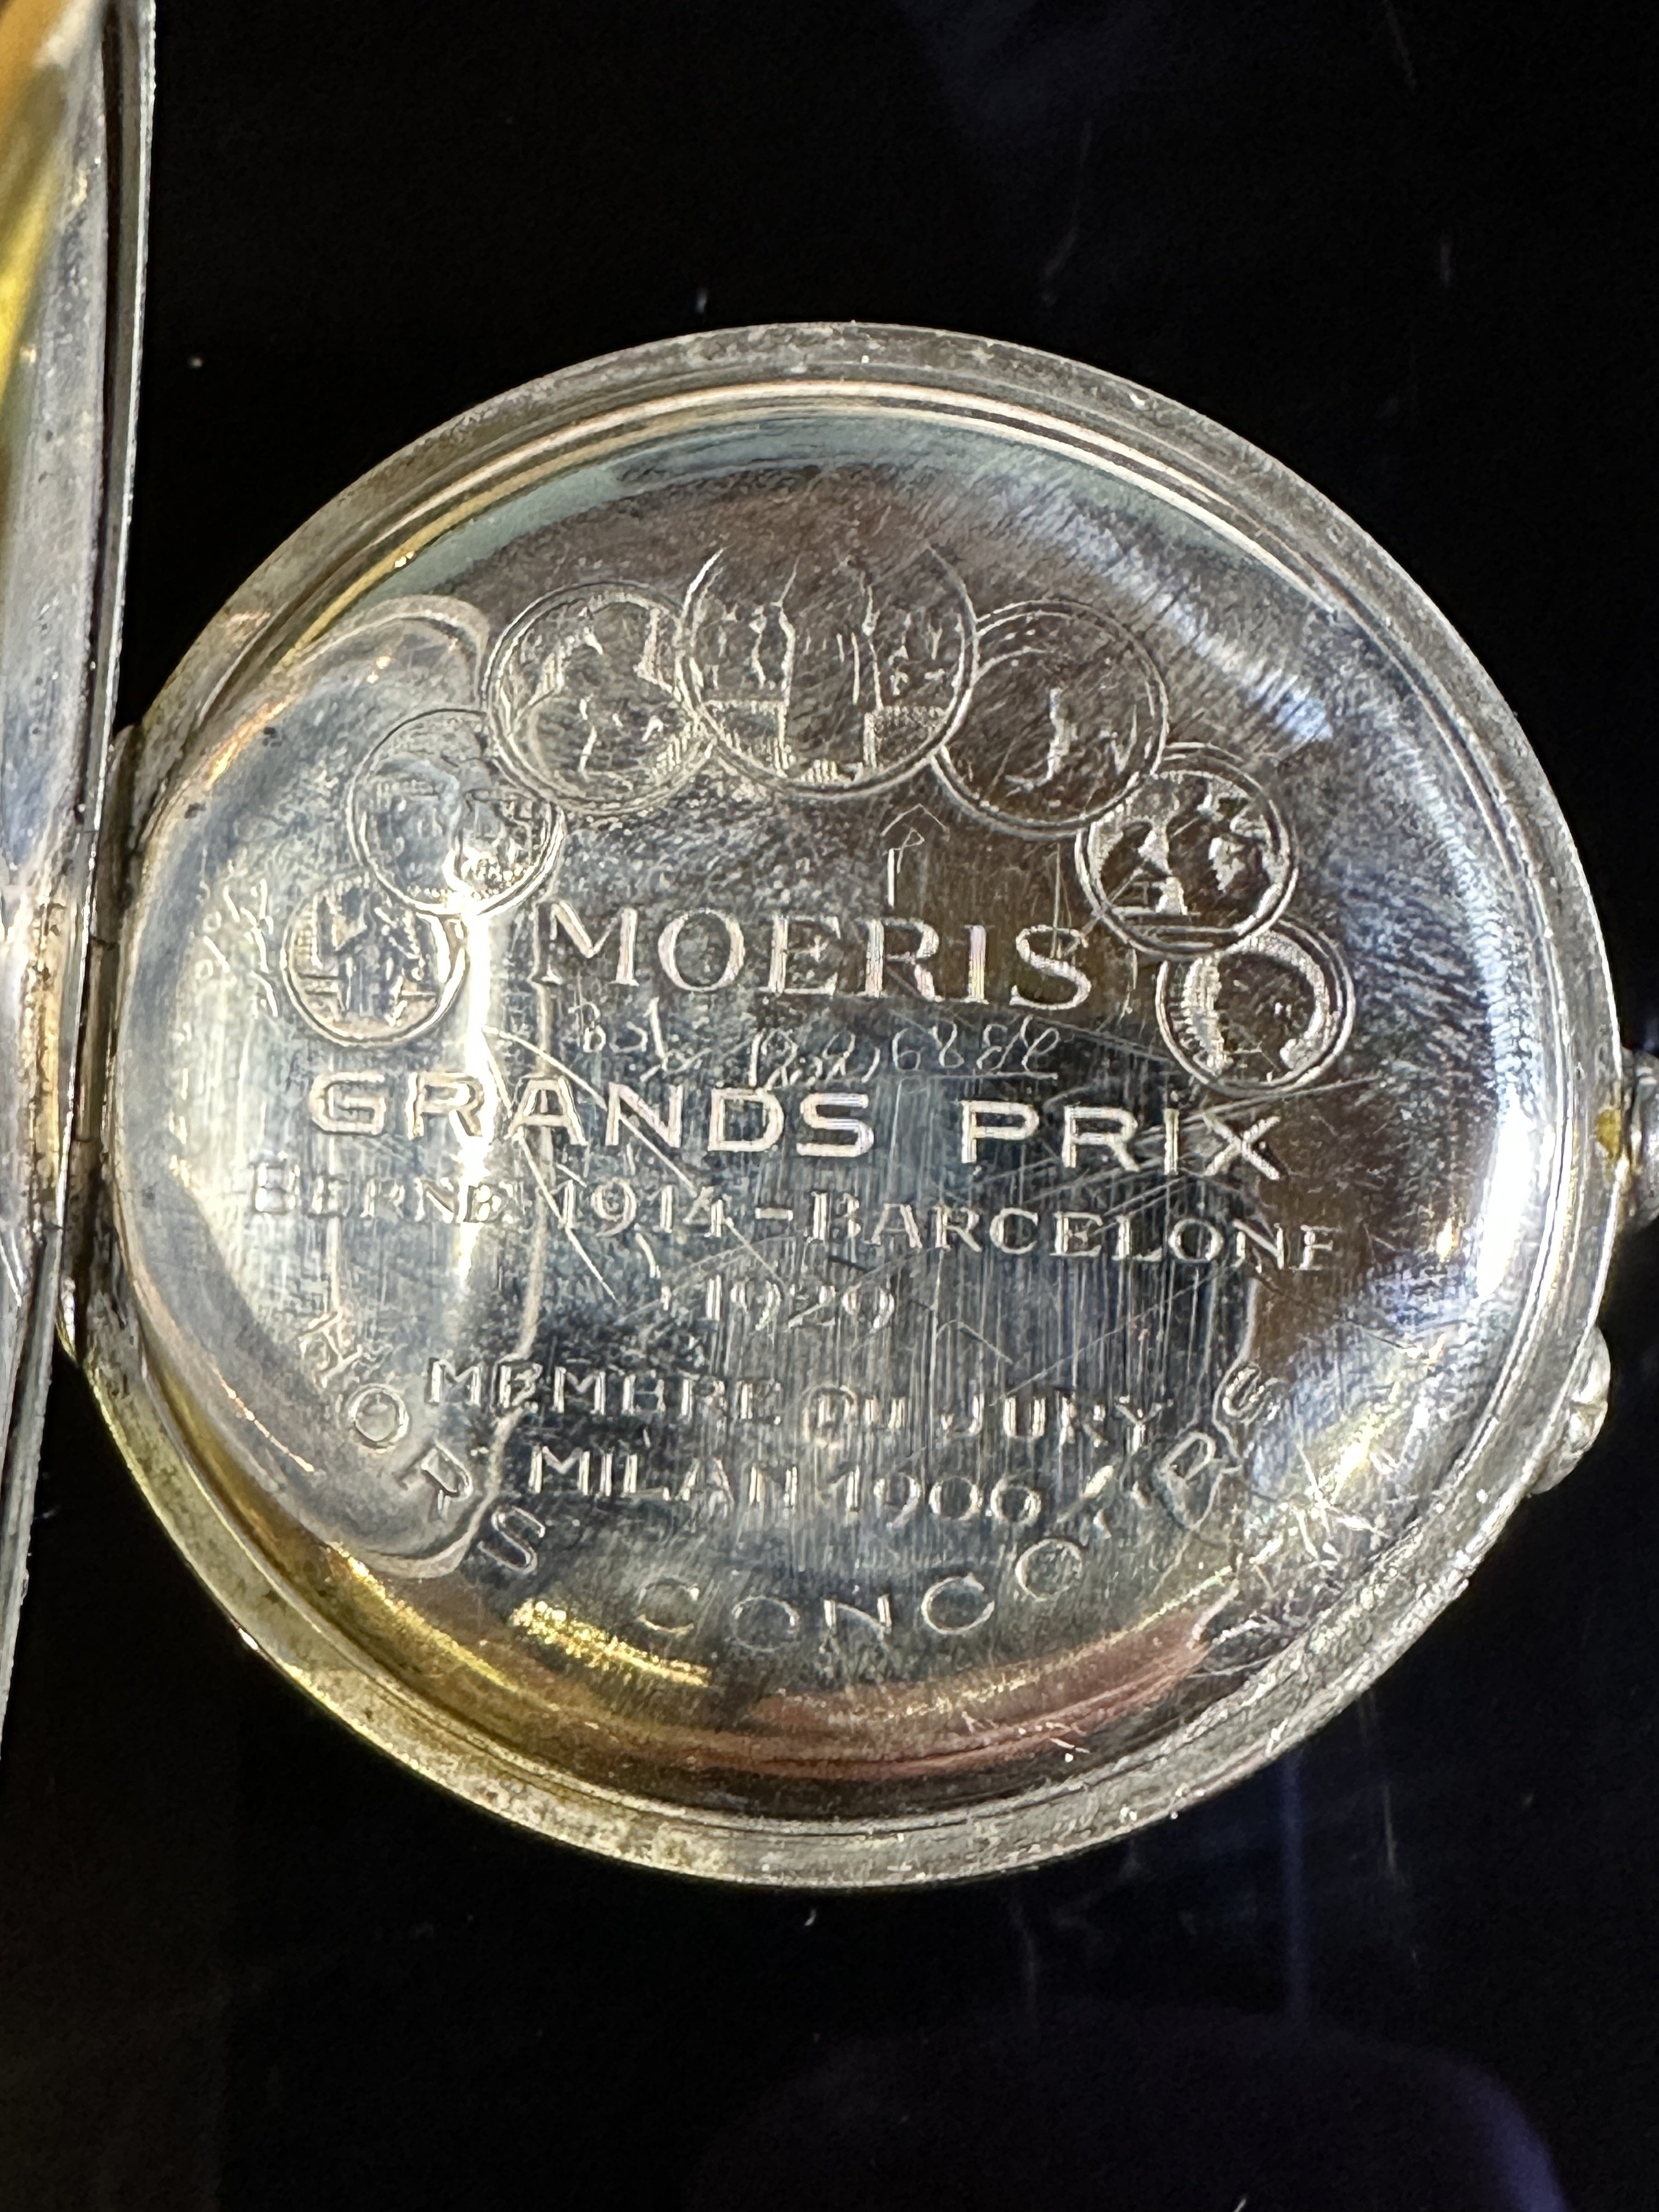 MOERIS
GRANDS PRIX
BERNE 1914-BARCELONE
1929
MEMBRE DU JURY
MILAN 1906
HORS CONCOURS